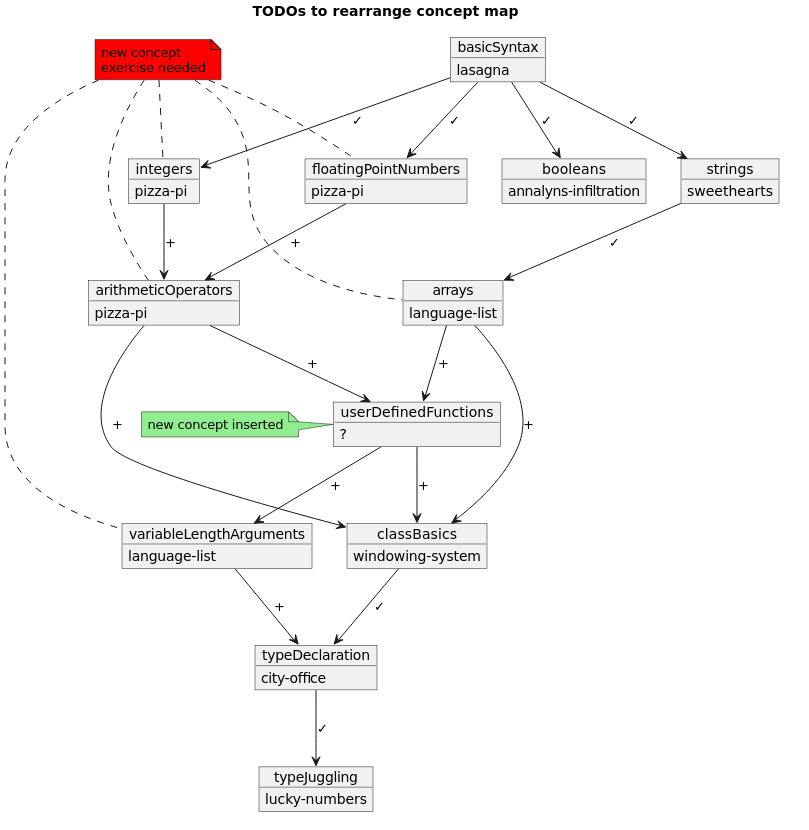 TODOs to rearrange concept map
new concept
exercise needed
basicSyntax
lasagna
✓
✓
✓
✓
integers
pizza-pi
floatingPointNumbers
pizza-pi
booleans
annalyns-infiltration
strings
sweethearts
+
+
✓
arithmeticOperators
pizza-pi
arrays
language-list
+
+
new concept inserted
userDefinedFunctions
?
+
+
+
+
variableLengthArguments
language-list
classBasics
windowing-system
+
✓
typeDeclaration
city-office
✓
typeJuggling
lucky-numbers